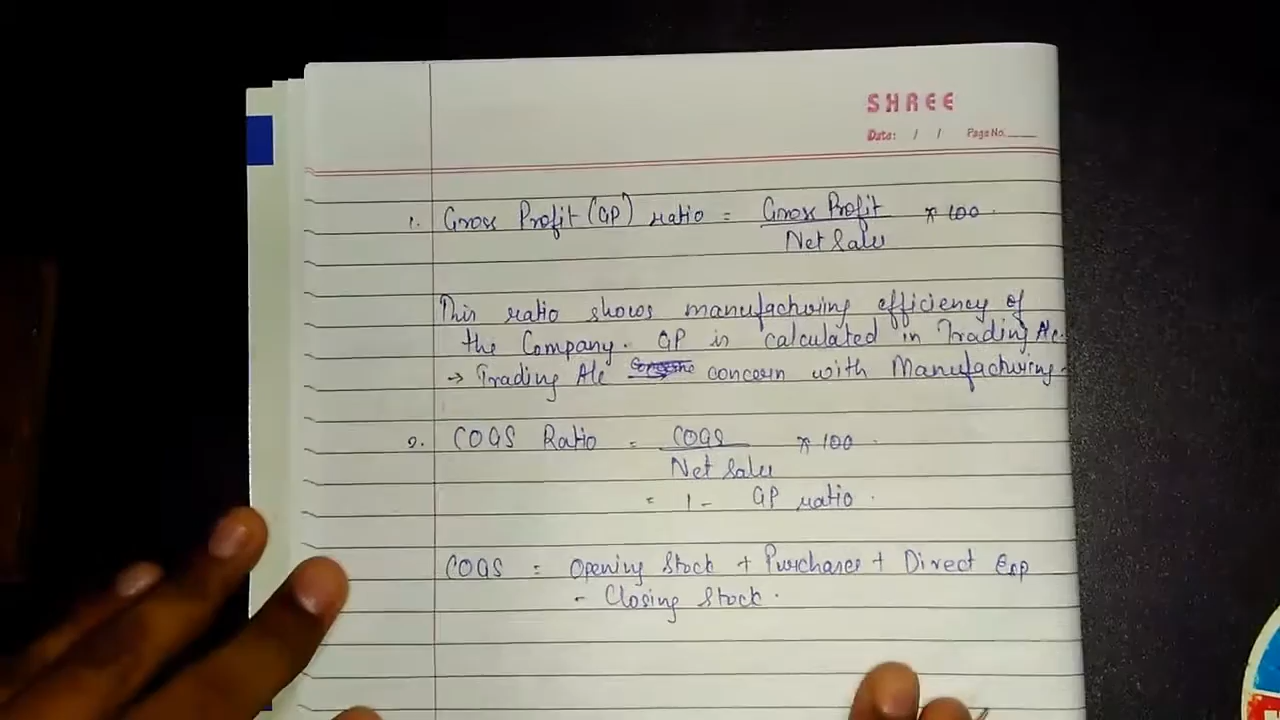 SHREE
Date: / / Page No.
1. Gross Profit (GP) ratio = Gross Profit × 100.
Net Sales
This ratio shows manufacturing efficiency of
the Company. GP is calculated in Trading A/c.
→ Trading A/c concern with Manufacturing.
2. COGS Ratio = COGS × 100.
Net Sales
= 1 - GP ratio.
COGS = Opening Stock + Purchases + Direct Exp
- Closing Stock.